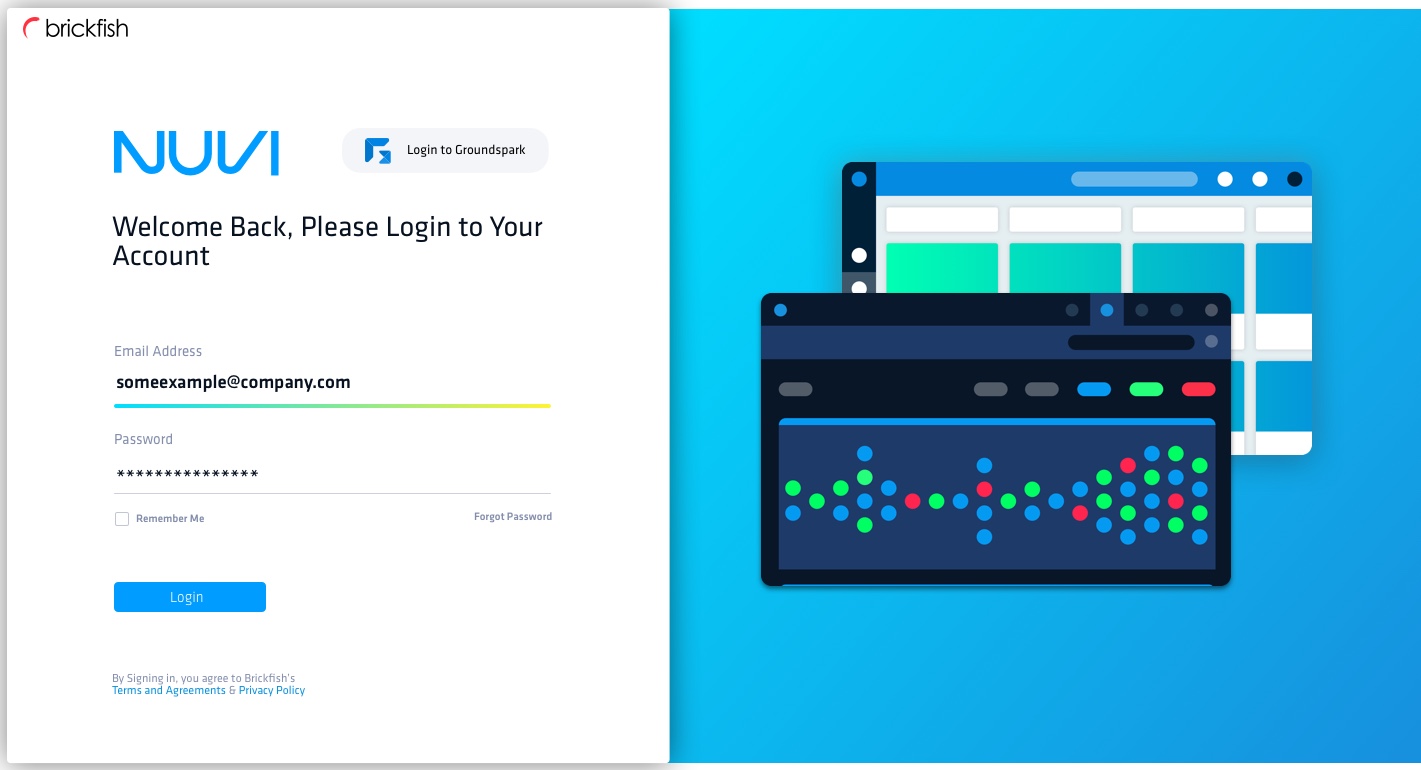 brickfish
NUVI
Login to Groundspark
Welcome Back, Please Login to Your
Account
Email Address
someexample@company.com
Password
***************
Remember Me
Forgot Password
Login
By Signing in, you agree to Brickfish's
Terms and Agreements & Privacy Policy